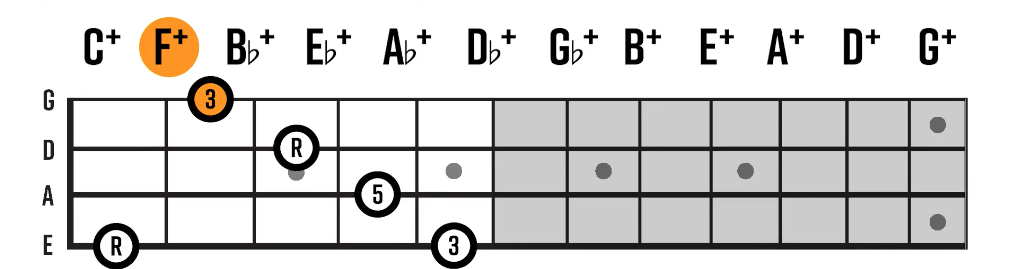 C+ F+ B♭+ E♭+ A♭+ D♭+ G♭+ B+ E+ A+ D+ G+
G 3
D R
A 5
E R 3